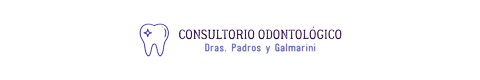 CONSULTORIO ODONTOLÓGICO
Dras. Padros y Galmarini